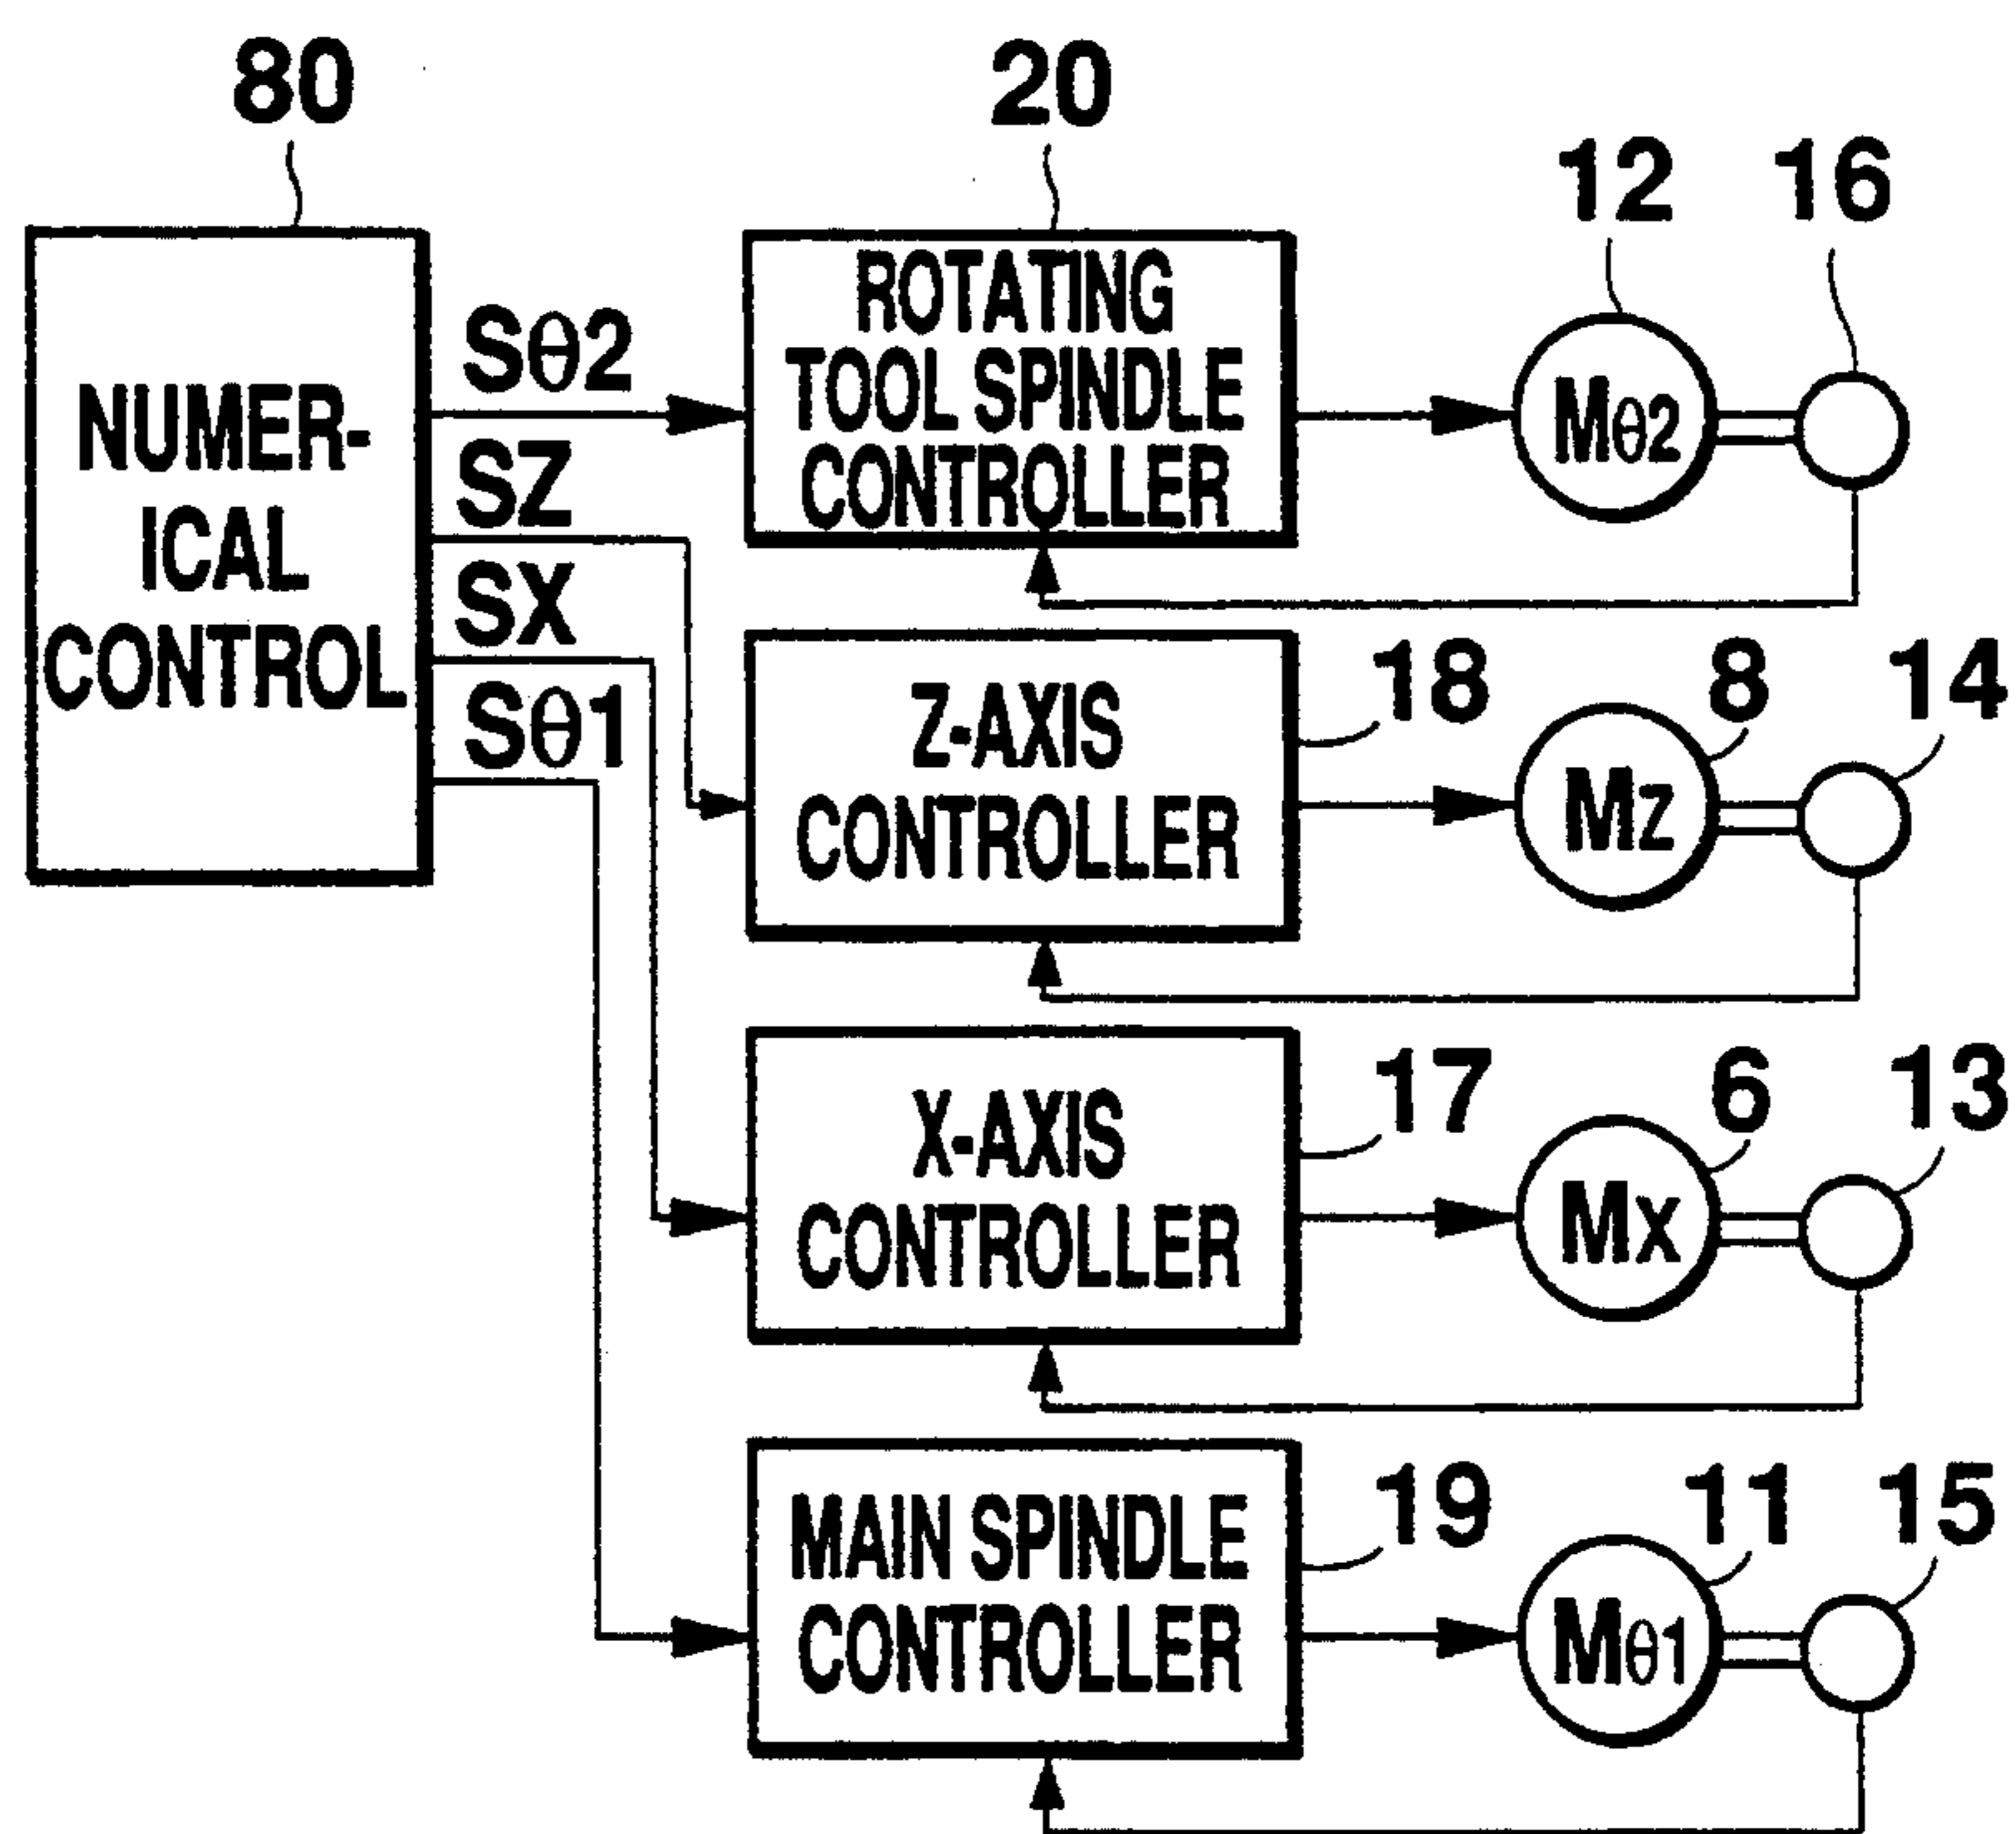 80
20
12
16
NUMER-
ICAL
CONTROL
Sθ2
SZ
SX
Sθ1
ROTATING
TOOL SPINDLE
CONTROLLER
Mθ2
Z-AXIS
CONTROLLER
18
8
14
MZ
X-AXIS
CONTROLLER
17
6
13
MX
MAIN SPINDLE
CONTROLLER
19
11
15
Mθ1